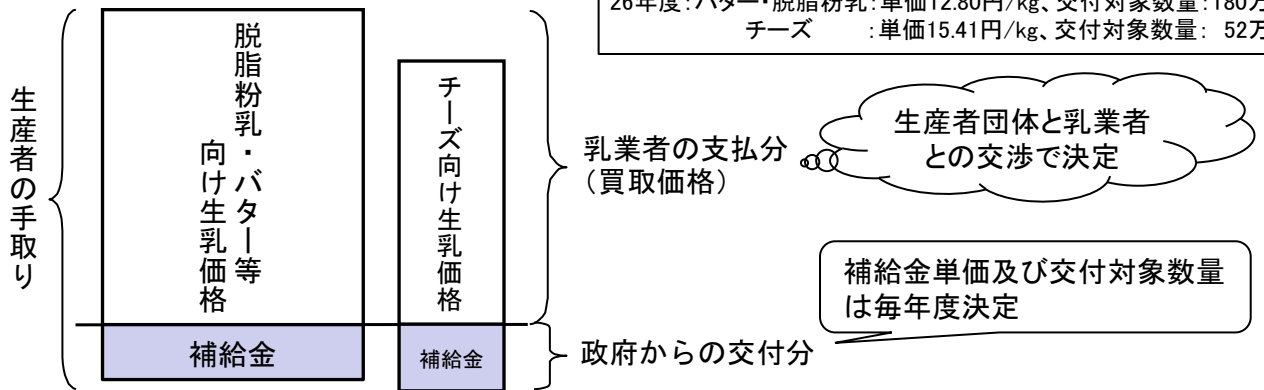 26年度：バター・脱脂粉乳：単価12.80円/kg、交付対象数量：180万
チーズ　　：単価15.41円/kg、交付対象数量： 52万
生産者の手取り
脱脂粉乳・バター等
向け生乳価格
チーズ向け生乳価格
乳業者の支払分
（買取価格）
生産者団体と乳業者
との交渉で決定
補給金単価及び交付対象数量
は毎年度決定
補給金
補給金
政府からの交付分